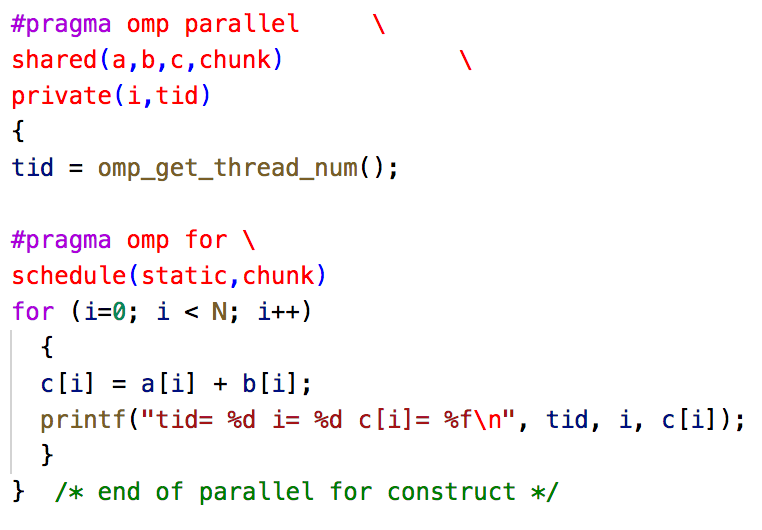 #pragma omp parallel     \
shared(a,b,c,chunk)            \
private(i,tid)
{
tid = omp_get_thread_num();

#pragma omp for \
schedule(static,chunk)
for (i=0; i < N; i++)
  {
  c[i] = a[i] + b[i];
  printf("tid= %d i= %d c[i]= %f\n", tid, i, c[i]);
  }
}  /* end of parallel for construct */